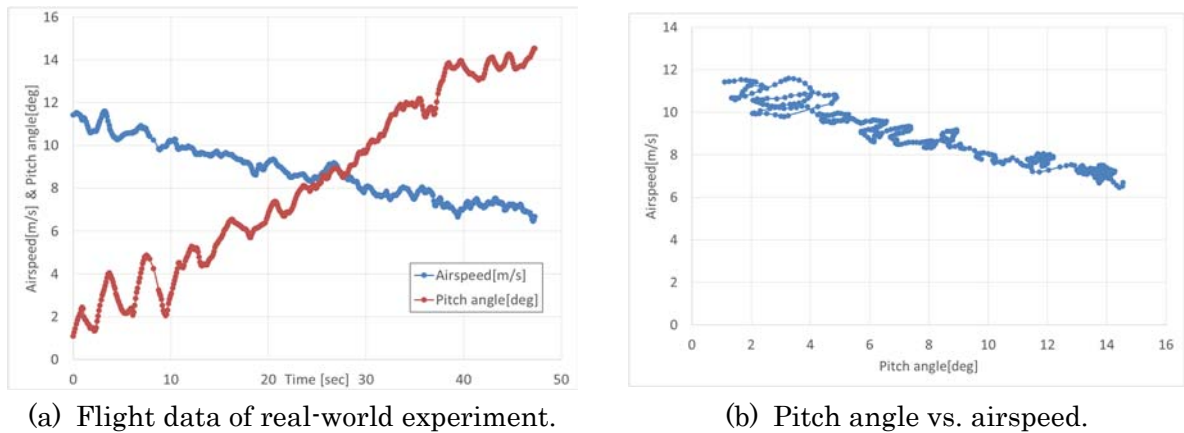 16
14
12
10
8
6
4
2
0
Airspeed[m/s] & Pitch angle[deg]
Airspeed[m/s]
Pitch angle[deg]
0 10 20 Time [sec] 30 40 50
(a) Flight data of real-world experiment.
14
12
10
8
6
4
2
0
Airspeed[m/s]
0 2 4 6 8 10 12 14 16
Pitch angle[deg]
(b) Pitch angle vs. airspeed.